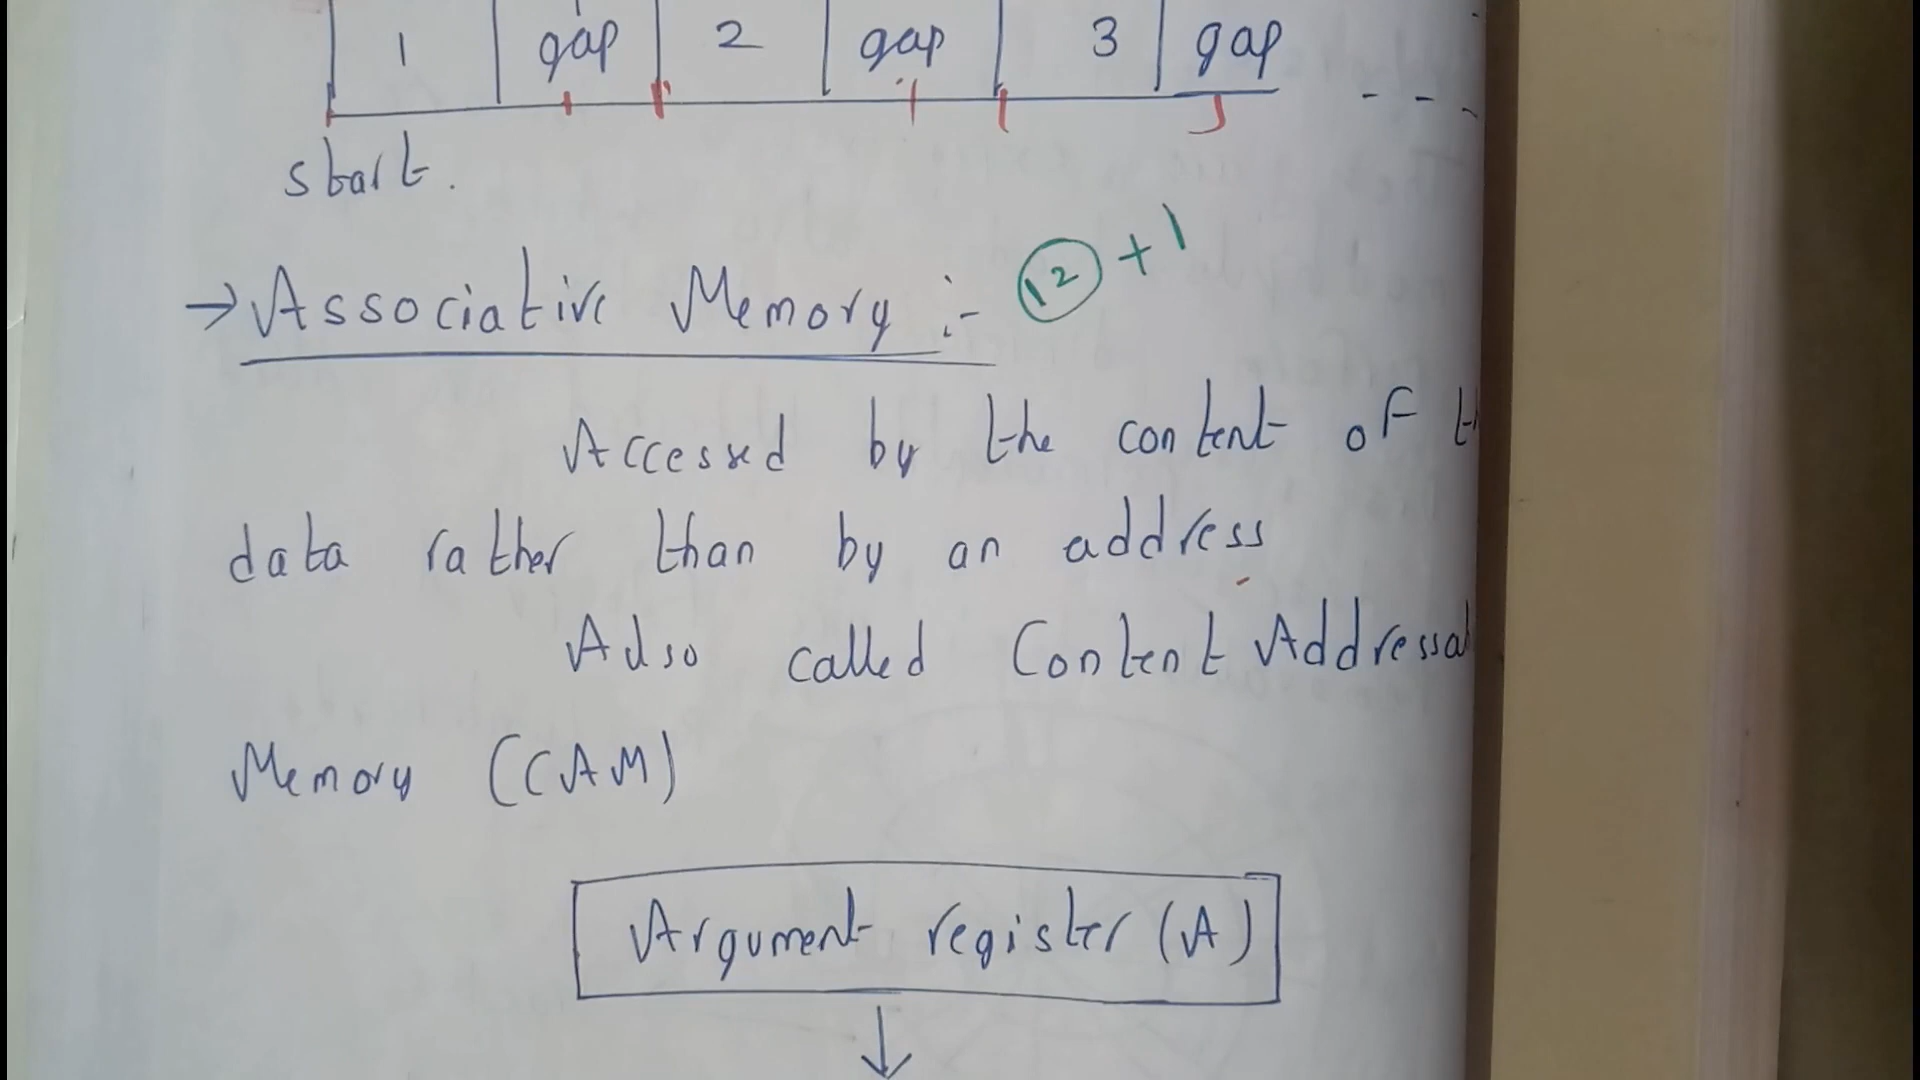 1 gap 2 gap 3 gap - - -
start.
→ Associative Memory :- 12 + 1
Accessed by the content of
data rather than by an address
Also called Content Addressa
Memory (CAM)
Argument register (A)